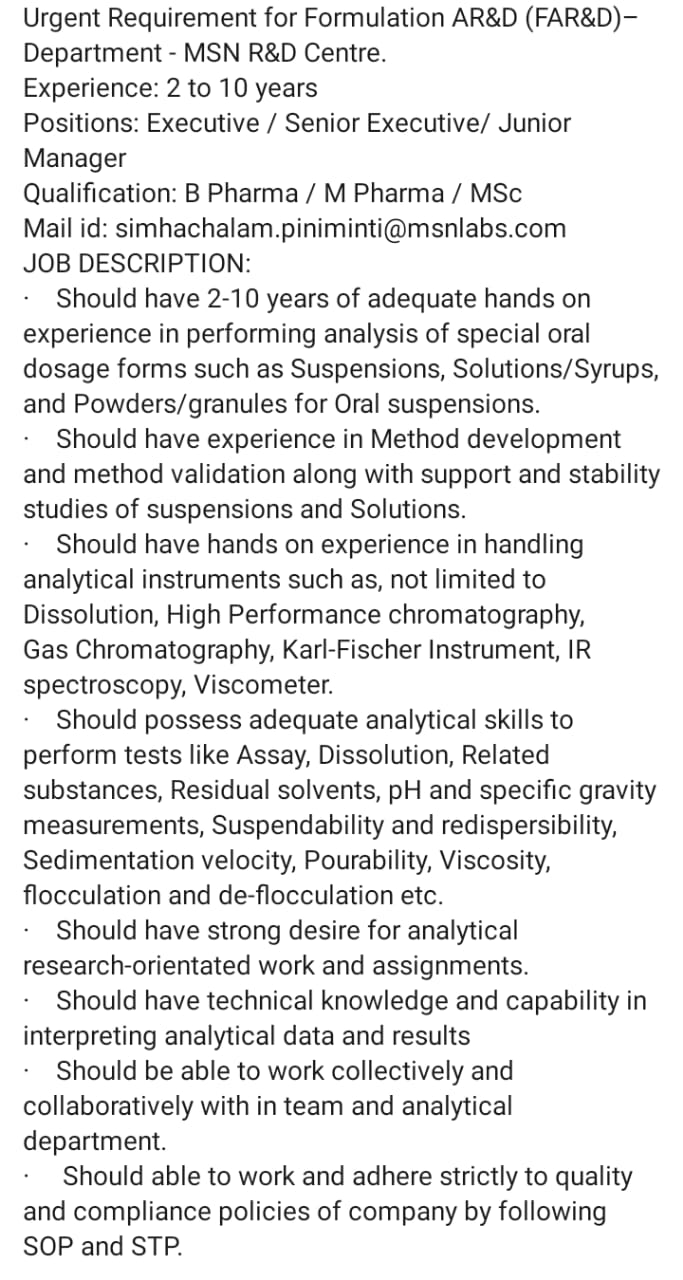 Urgent Requirement for Formulation AR&D (FAR&D)–
Department - MSN R&D Centre.
Experience: 2 to 10 years
Positions: Executive / Senior Executive/ Junior
Manager
Qualification: B Pharma / M Pharma / MSc
Mail id: simhachalam.piniminti@msnlabs.com
JOB DESCRIPTION:
· Should have 2-10 years of adequate hands on
experience in performing analysis of special oral
dosage forms such as Suspensions, Solutions/Syrups,
and Powders/granules for Oral suspensions.
· Should have experience in Method development
and method validation along with support and stability
studies of suspensions and Solutions.
· Should have hands on experience in handling
analytical instruments such as, not limited to
Dissolution, High Performance chromatography,
Gas Chromatography, Karl-Fischer Instrument, IR
spectroscopy, Viscometer.
· Should possess adequate analytical skills to
perform tests like Assay, Dissolution, Related
substances, Residual solvents, pH and specific gravity
measurements, Suspendability and redispersibility,
Sedimentation velocity, Pourability, Viscosity,
flocculation and de-flocculation etc.
· Should have strong desire for analytical
research-orientated work and assignments.
· Should have technical knowledge and capability in
interpreting analytical data and results
· Should be able to work collectively and
collaboratively with in team and analytical
department.
· Should able to work and adhere strictly to quality
and compliance policies of company by following
SOP and STP.